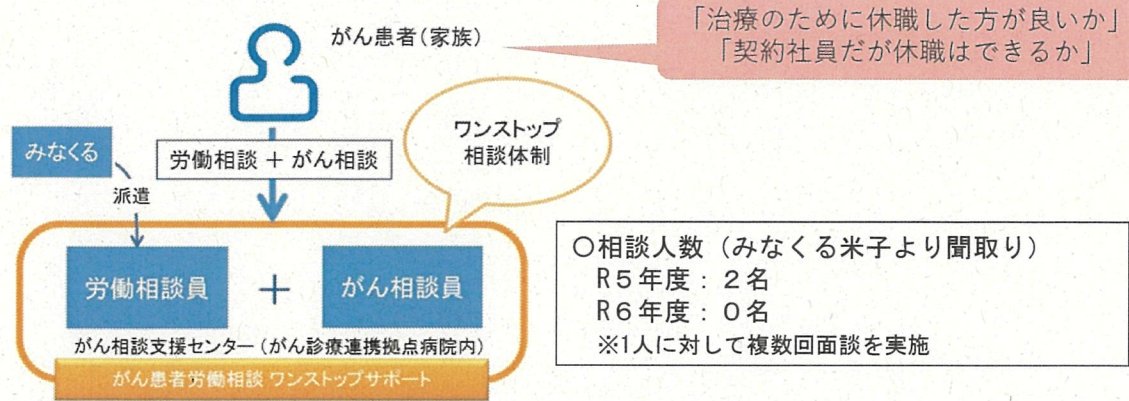 がん患者(家族)
「治療のために休職した方が良いか」
「契約社員だが休職はできるか」
ワンストップ
相談体制
みなくる
労働相談 + がん相談
派遣
労働相談員
+
がん相談員
がん相談支援センター(がん診療連携拠点病院内)
がん患者労働相談 ワンストップサポート
○相談人数（みなくる米子より聞取り）
R5年度：2名
R6年度：0名
※1人に対して複数回面談を実施